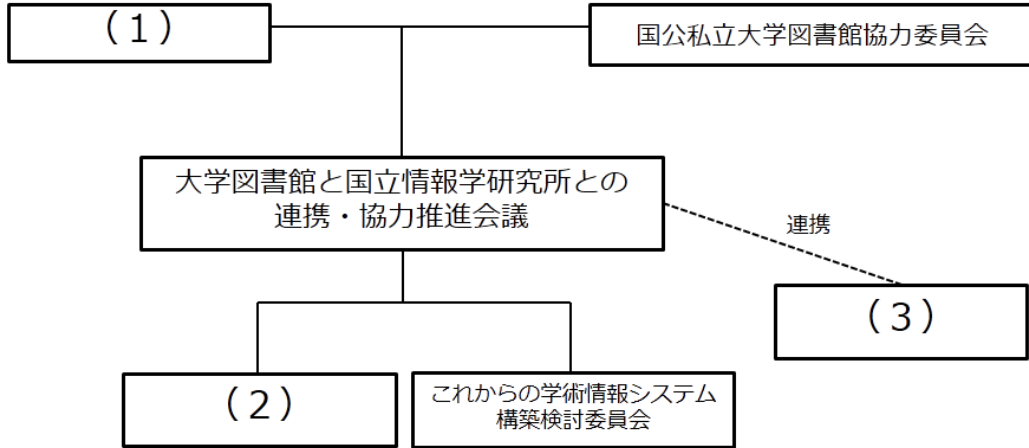 （１）
国公私立大学図書館協力委員会
大学図書館と国立情報学研究所との
連携・協力推進会議
連携
（３）
（２）
これからの学術情報システム
構築検討委員会